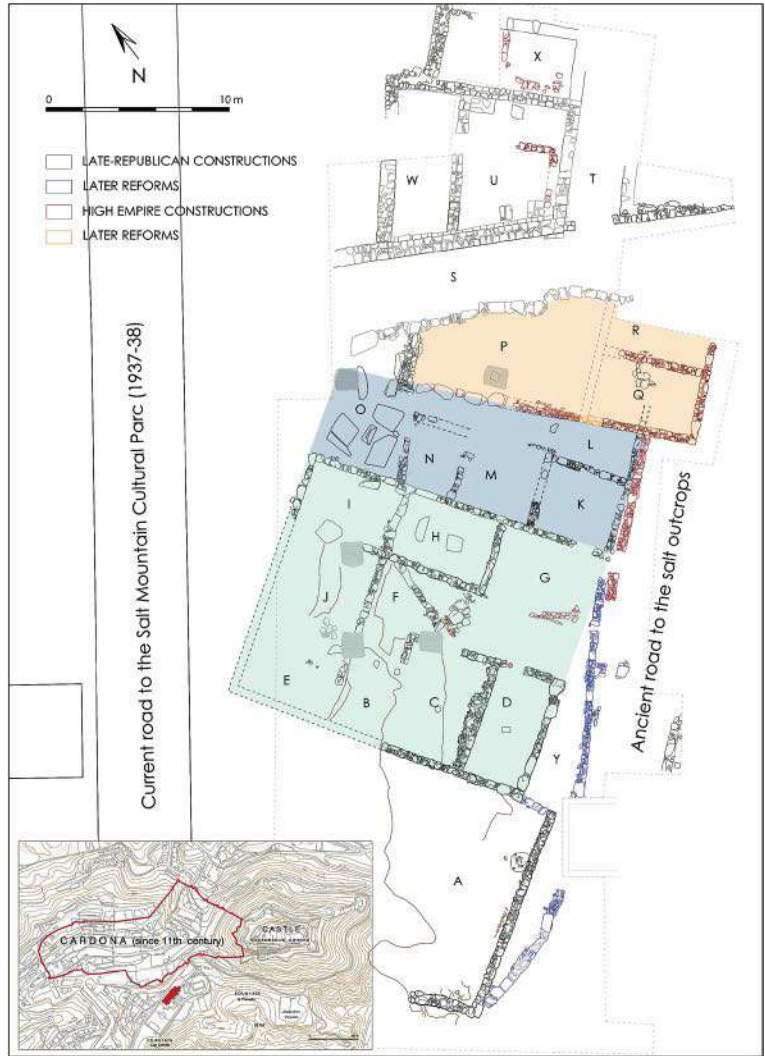 N
0
10 m
LATE-REPUBLICAN CONSTRUCTIONS
LATER REFORMS
HIGH EMPIRE CONSTRUCTIONS
LATER REFORMS
X
W
U
T
S
P
R
Q
O
N
M
L
K
I
H
G
J
F
E
B
C
D
Y
A
Current road to the Salt Mountain Cultural Parc (1937-38)
Ancient road to the salt outcrops
CARDONA (since 11th century)
CASTLE